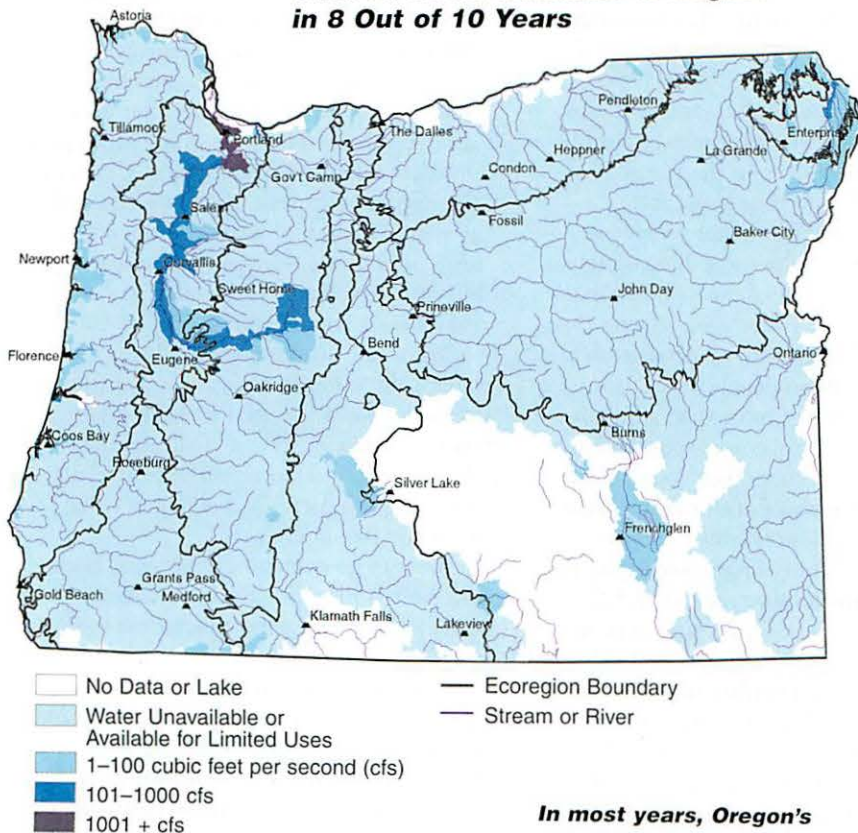 in 8 Out of 10 Years
Astoria
Tillamook
Portland
The Dalles
Pendleton
Enterprise
Gov't Camp
Condon
Heppner
La Grande
Salem
Fossil
Newport
Corvallis
Baker City
Sweet Home
Prineville
John Day
Florence
Eugene
Bend
Ontario
Oakridge
Coos Bay
Burns
Roseburg
Silver Lake
Frenchglen
Grants Pass
Gold Beach
Medford
Klamath Falls
Lakeview
No Data or Lake
Water Unavailable or
Available for Limited Uses
1–100 cubic feet per second (cfs)
101–1000 cfs
1001 + cfs
Ecoregion Boundary
Stream or River
In most years, Oregon's